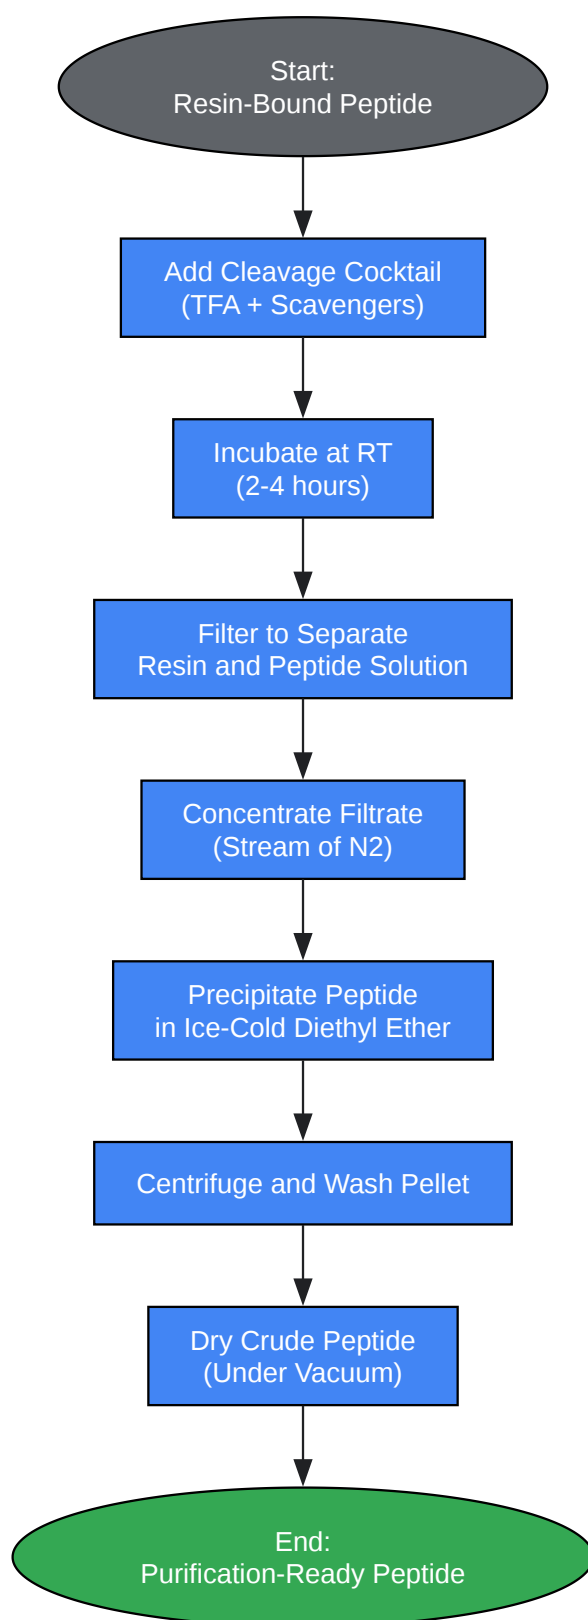 Start:
Resin-Bound Peptide
Add Cleavage Cocktail
(TFA + Scavengers)
Incubate at RT
(2-4 hours)
Filter to Separate
Resin and Peptide Solution
Concentrate Filtrate
(Stream of N2)
Precipitate Peptide
in Ice-Cold Diethyl Ether
Centrifuge and Wash Pellet
Dry Crude Peptide
(Under Vacuum)
End:
Purification-Ready Peptide